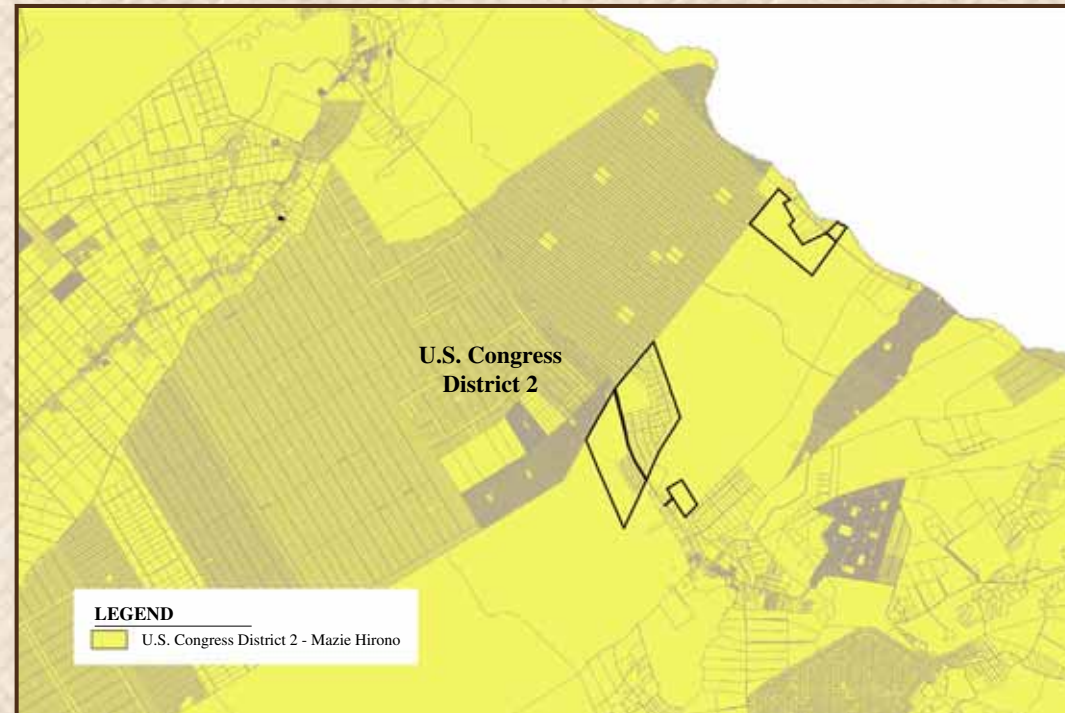 U.S. Congress
District 2
LEGEND
U.S. Congress District 2 - Mazie Hirono